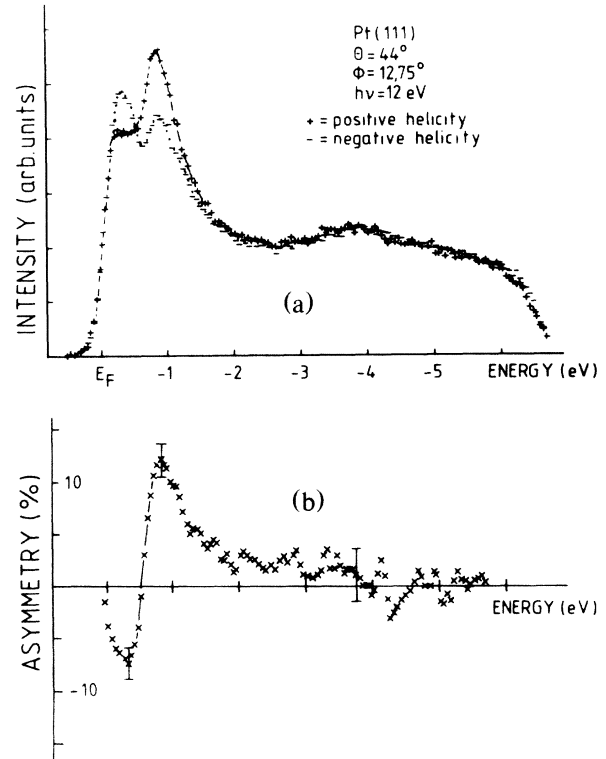 Pt(111)
Θ = 44°
Φ = 12,75°
hν = 12 eV
+ = positive helicity
- = negative helicity
INTENSITY (arb.units)
(a)
E_F -1 -2 -3 -4 -5 ENERGY (eV)
ASYMMETRY (%)
10
(b)
ENERGY (eV)
-10